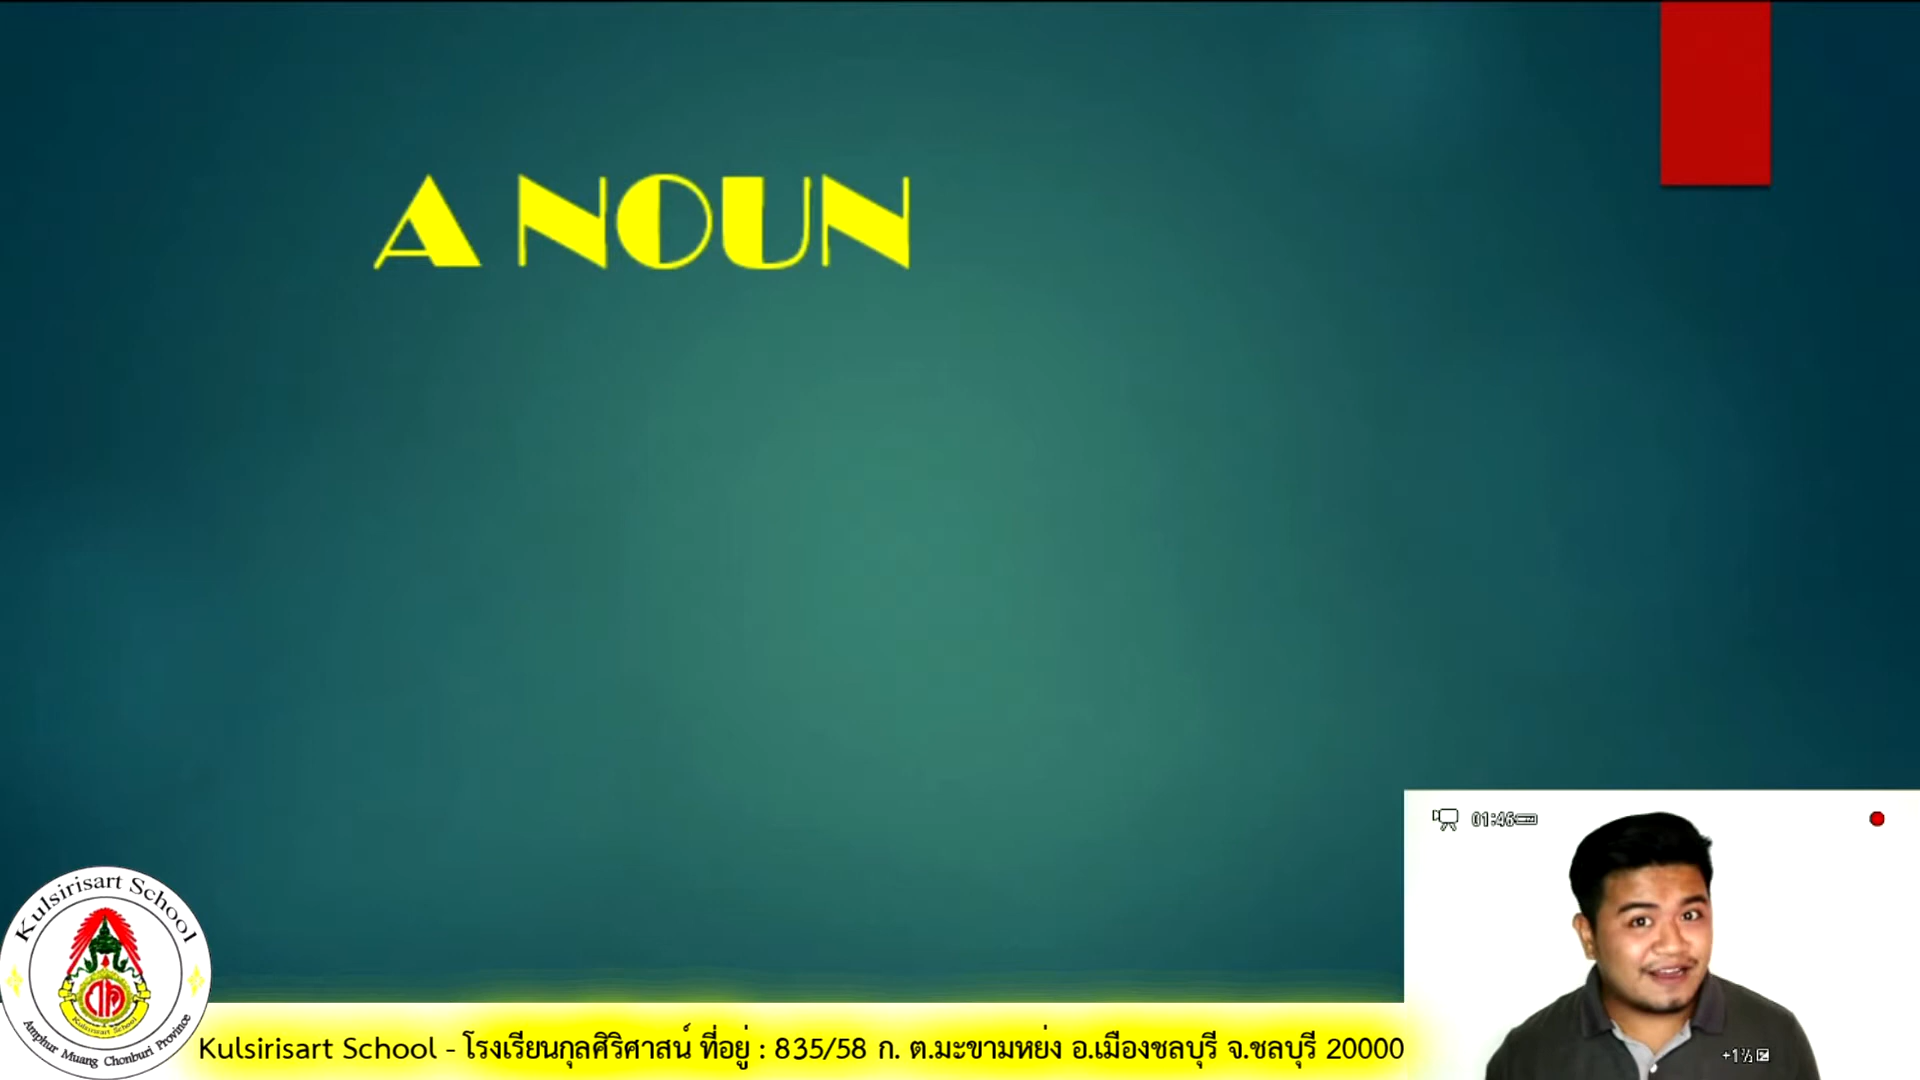 A NOUN
01:46
Kulsirisart School
Amphur Muang Chonburi Province
Kulsirisart School
Kulsirisart School - โรงเรียนกุลศิริศาสน์ ที่อยู่ : 835/58 ก. ต.มะขามหย่ง อ.เมืองชลบุรี จ.ชลบุรี 20000